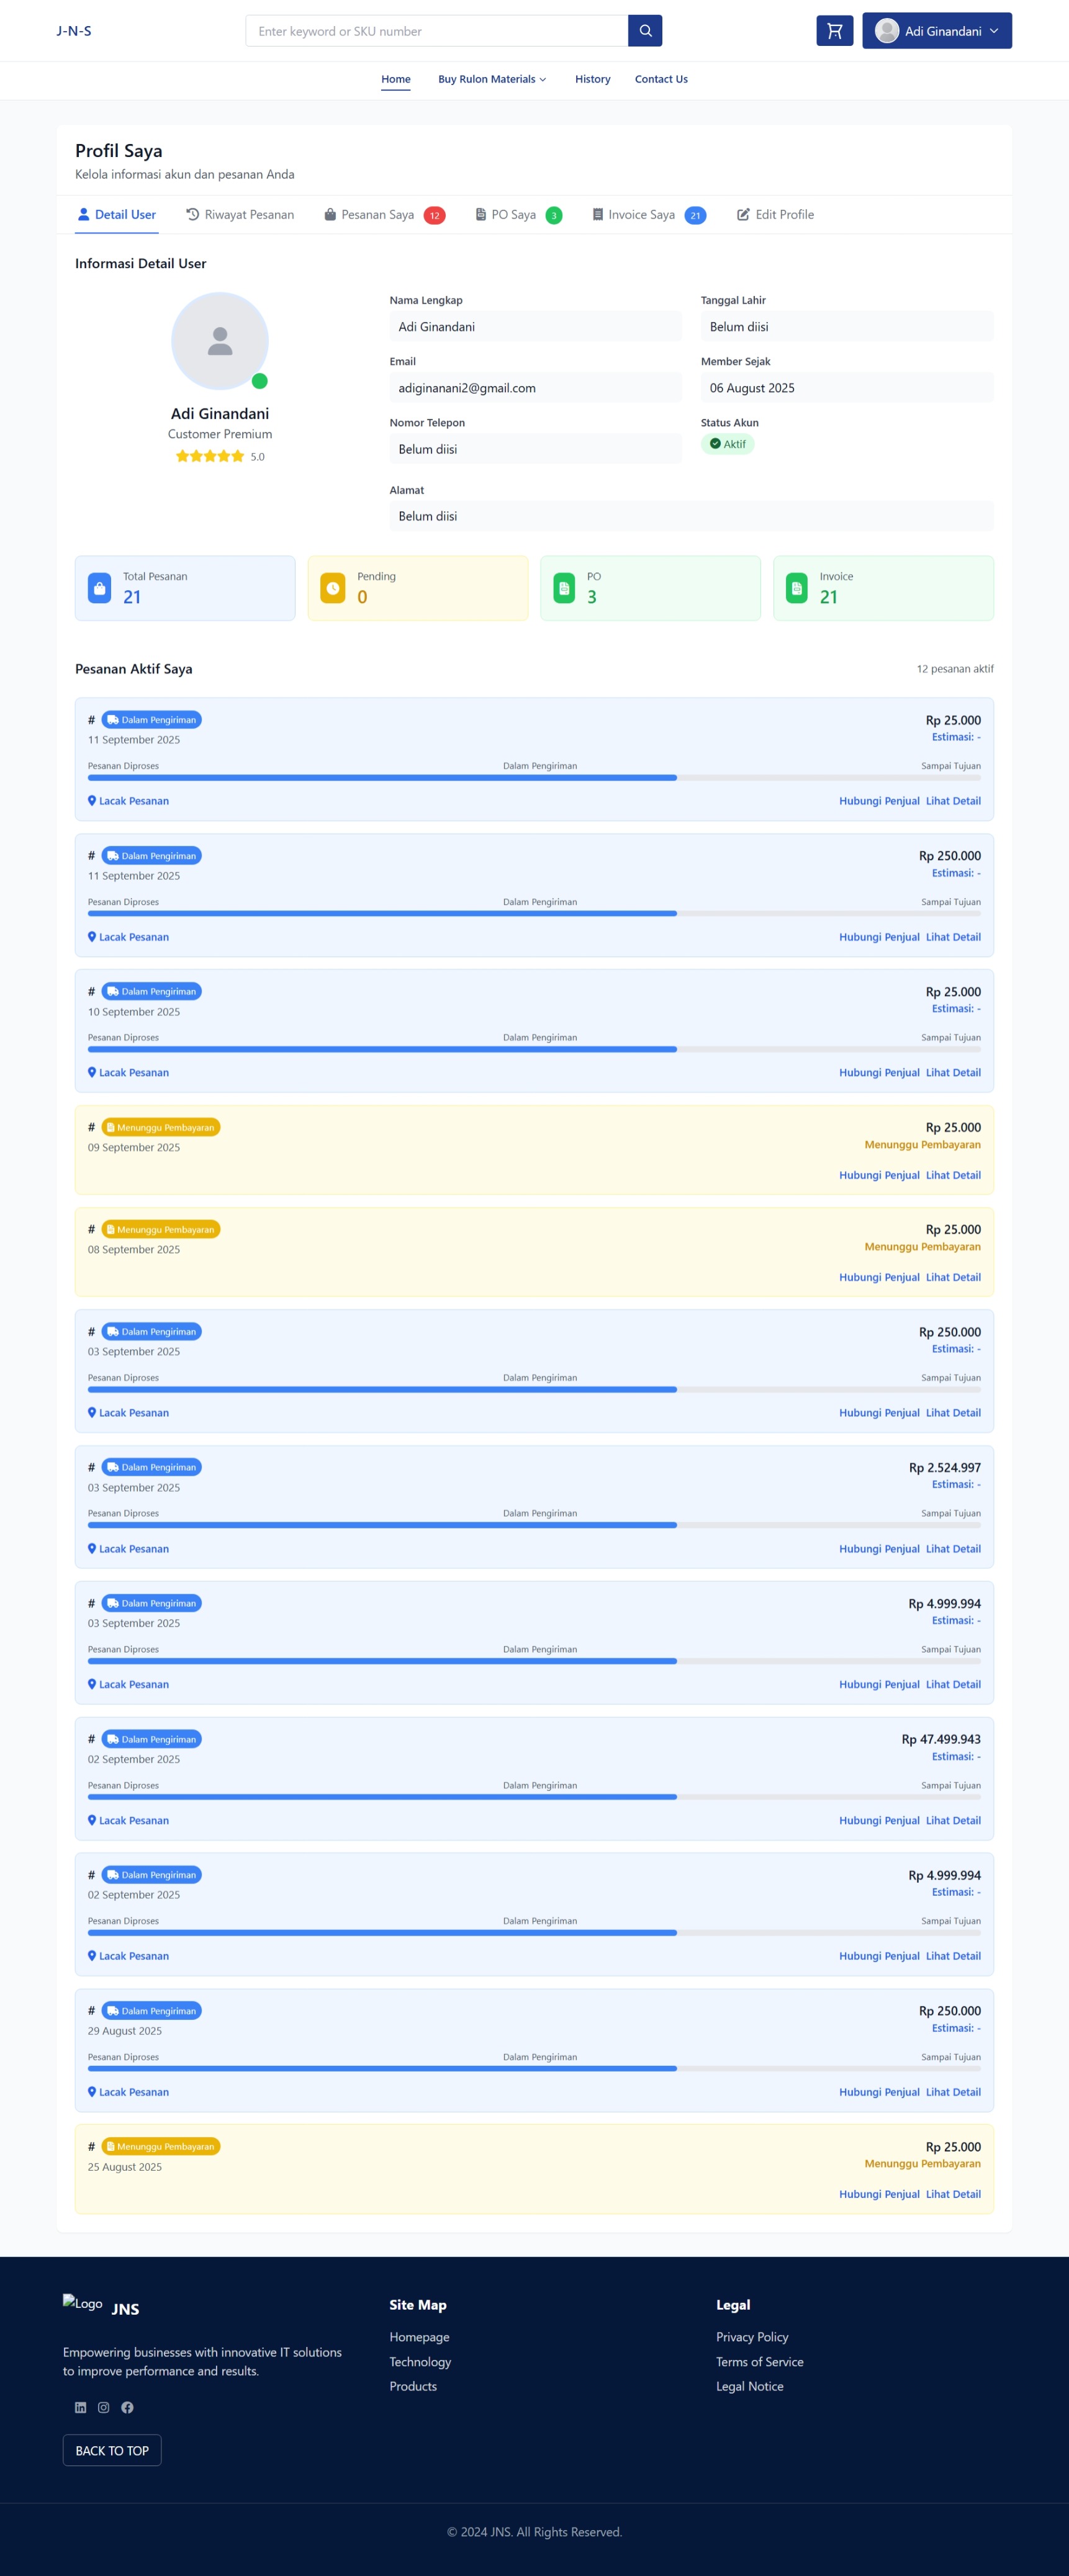 J-N-S
Enter keyword or SKU number
Adi Ginandani
Home Buy Rulon Materials History Contact Us
Profil Saya
Kelola informasi akun dan pesanan Anda
Detail User Riwayat Pesanan Pesanan Saya 12 PO Saya 3 Invoice Saya 21 Edit Profile
Informasi Detail User
Adi Ginandani
Customer Premium
5.0
Nama Lengkap
Adi Ginandani
Tanggal Lahir
Belum diisi
Email
adiginanani2@gmail.com
Member Sejak
06 August 2025
Nomor Telepon
Belum diisi
Status Akun
Aktif
Alamat
Belum diisi
Total Pesanan
21
Pending
0
PO
3
Invoice
21
Pesanan Aktif Saya 12 pesanan aktif
# Dalam Pengiriman Rp 25.000
11 September 2025 Estimasi: -
Pesanan Diproses Dalam Pengiriman Sampai Tujuan
Lacak Pesanan Hubungi Penjual Lihat Detail
# Dalam Pengiriman Rp 250.000
11 September 2025 Estimasi: -
Pesanan Diproses Dalam Pengiriman Sampai Tujuan
Lacak Pesanan Hubungi Penjual Lihat Detail
# Dalam Pengiriman Rp 25.000
10 September 2025 Estimasi: -
Pesanan Diproses Dalam Pengiriman Sampai Tujuan
Lacak Pesanan Hubungi Penjual Lihat Detail
# Menunggu Pembayaran Rp 25.000
09 September 2025 Menunggu Pembayaran
Hubungi Penjual Lihat Detail
# Menunggu Pembayaran Rp 25.000
08 September 2025 Menunggu Pembayaran
Hubungi Penjual Lihat Detail
# Dalam Pengiriman Rp 250.000
03 September 2025 Estimasi: -
Pesanan Diproses Dalam Pengiriman Sampai Tujuan
Lacak Pesanan Hubungi Penjual Lihat Detail
# Dalam Pengiriman Rp 2.524.997
03 September 2025 Estimasi: -
Pesanan Diproses Dalam Pengiriman Sampai Tujuan
Lacak Pesanan Hubungi Penjual Lihat Detail
# Dalam Pengiriman Rp 4.999.994
03 September 2025 Estimasi: -
Pesanan Diproses Dalam Pengiriman Sampai Tujuan
Lacak Pesanan Hubungi Penjual Lihat Detail
# Dalam Pengiriman Rp 47.499.943
02 September 2025 Estimasi: -
Pesanan Diproses Dalam Pengiriman Sampai Tujuan
Lacak Pesanan Hubungi Penjual Lihat Detail
# Dalam Pengiriman Rp 4.999.994
02 September 2025 Estimasi: -
Pesanan Diproses Dalam Pengiriman Sampai Tujuan
Lacak Pesanan Hubungi Penjual Lihat Detail
# Dalam Pengiriman Rp 250.000
29 August 2025 Estimasi: -
Pesanan Diproses Dalam Pengiriman Sampai Tujuan
Lacak Pesanan Hubungi Penjual Lihat Detail
# Menunggu Pembayaran Rp 25.000
25 August 2025 Menunggu Pembayaran
Hubungi Penjual Lihat Detail
Logo JNS
Empowering businesses with innovative IT solutions
to improve performance and results.
BACK TO TOP
Site Map
Homepage
Technology
Products
Legal
Privacy Policy
Terms of Service
Legal Notice
© 2024 JNS. All Rights Reserved.